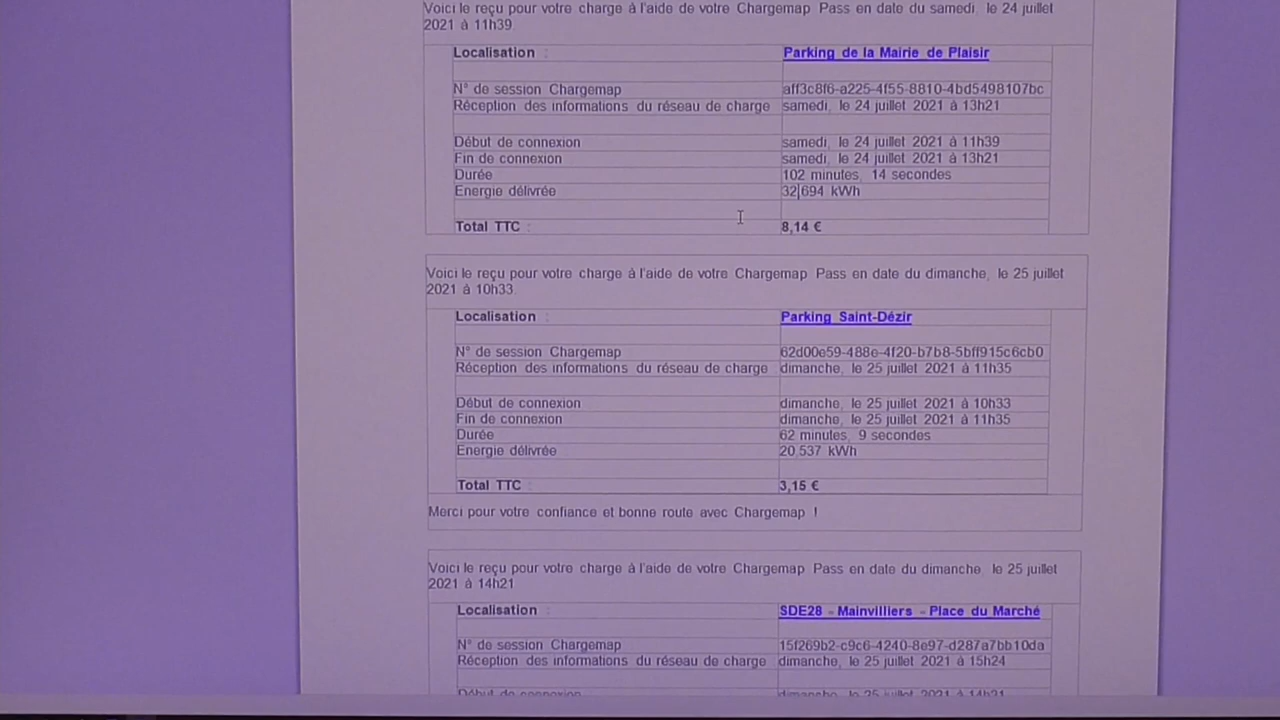 Voici le reçu pour votre charge à l'aide de votre Chargemap Pass en date du samedi, le 24 juillet
2021 à 11h39.
Localisation : Parking de la Mairie de Plaisir
N° de session Chargemap aff3c8f6-a225-4f55-8810-4bd5498107bc
Réception des informations du réseau de charge samedi, le 24 juillet 2021 à 13h21
Début de connexion samedi, le 24 juillet 2021 à 11h39
Fin de connexion samedi, le 24 juillet 2021 à 13h21
Durée 102 minutes, 14 secondes
Energie délivrée 32,694 kWh
Total TTC : 8,14 €
Voici le reçu pour votre charge à l'aide de votre Chargemap Pass en date du dimanche, le 25 juillet
2021 à 10h33.
Localisation : Parking Saint-Dézir
N° de session Chargemap 62d00e59-488e-4f20-b7b8-5bff915c6cb0
Réception des informations du réseau de charge dimanche, le 25 juillet 2021 à 11h35
Début de connexion dimanche, le 25 juillet 2021 à 10h33
Fin de connexion dimanche, le 25 juillet 2021 à 11h35
Durée 62 minutes, 9 secondes
Energie délivrée 20.537 kWh
Total TTC : 3,15 €
Merci pour votre confiance et bonne route avec Chargemap !
Voici le reçu pour votre charge à l'aide de votre Chargemap Pass en date du dimanche, le 25 juillet
2021 à 14h21.
Localisation : SDE28 - Mainvilliers - Place du Marché
N° de session Chargemap 15f269b2-c9c6-4240-8e97-d287a7bb10da
Réception des informations du réseau de charge dimanche, le 25 juillet 2021 à 15h24
Début de connexion dimanche, le 25 juillet 2021 à 14h21